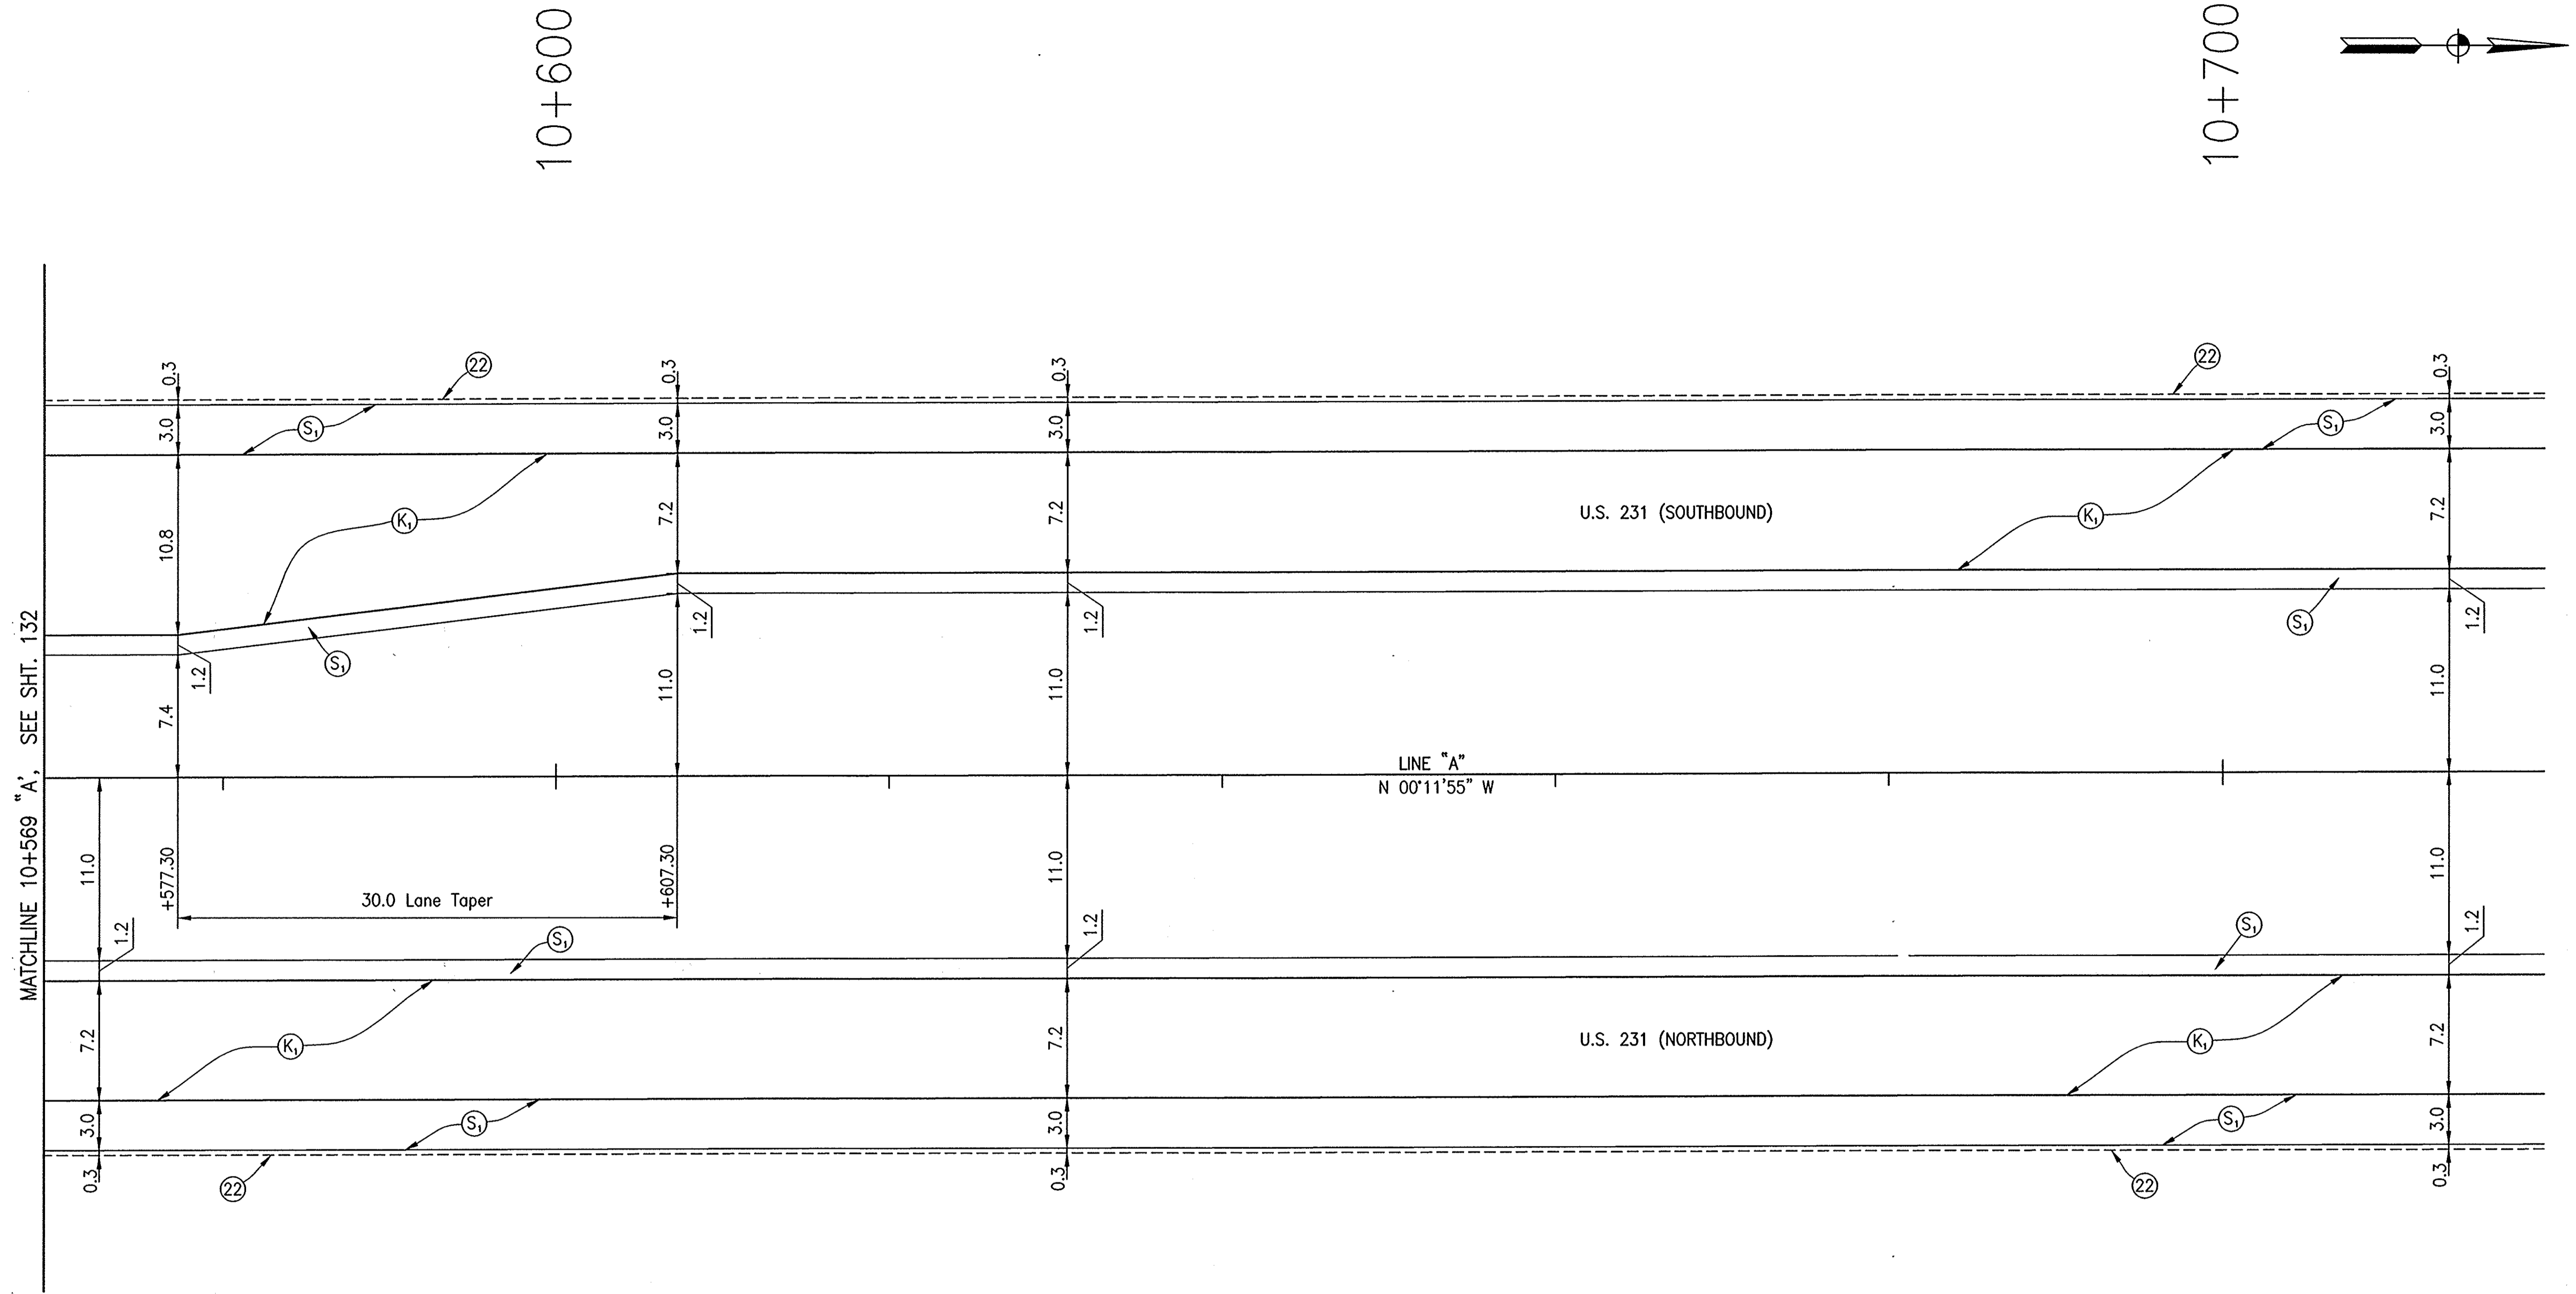 10+600
10+700
0.3
22
0.3
0.3
22
0.3
3.0
S₁
3.0
3.0
S₁
3.0
10.8
K₁
7.2
7.2
U.S. 231 (SOUTHBOUND)
K₁
7.2
MATCHLINE 10+569 "A', SEE SHT. 132
1.2
S₁
1.2
1.2
S₁
1.2
7.4
11.0
11.0
11.0
LINE "A"
N 00°11'55" W
11.0
+577.30
30.0 Lane Taper
+607.30
11.0
11.0
1.2
S₁
1.2
S₁
1.2
7.2
K₁
7.2
U.S. 231 (NORTHBOUND)
K₁
7.2
3.0
S₁
3.0
S₁
3.0
0.3
22
0.3
22
0.3